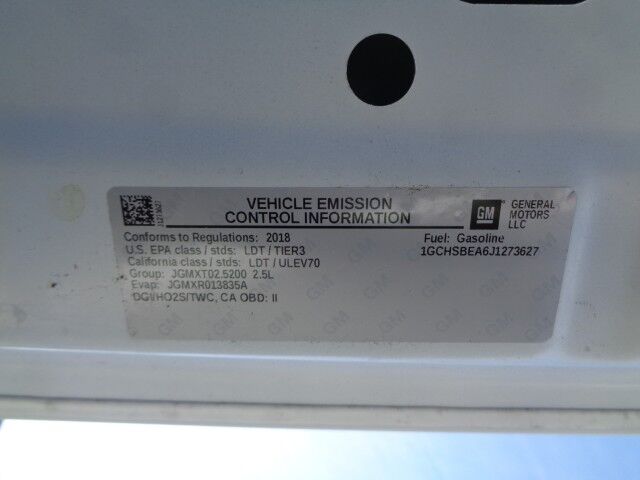 VEHICLE EMISSION
CONTROL INFORMATION
GM
GENERAL
MOTORS
LLC
Conforms to Regulations: 2018
U.S. EPA class / stds: LDT / TIER3
California class / stds: LDT / ULEV70
Group: JGMXT02.5200 2.5L
Evap: JGMXR013835A
DGI/HO2S/TWC, CA OBD: II
Fuel: Gasoline
1GCHSBEA6J1273627
J1273627